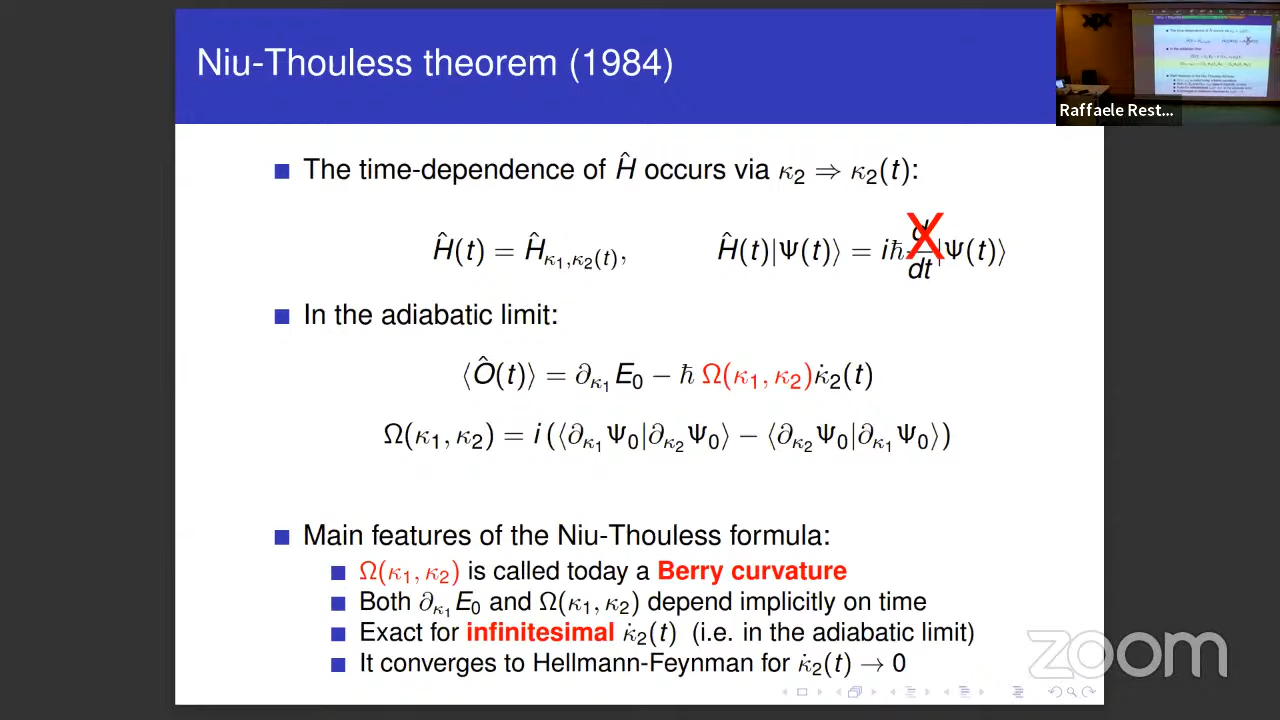 Niu-Thouless theorem (1984)
Raffaele Rest...
The time-dependence of Ĥ occurs via κ₂ ⇒ κ₂(t):
Ĥ(t) = Ĥ_{κ₁,κ₂(t)}, Ĥ(t)|Ψ(t)⟩ = iħ d/dt |Ψ(t)⟩
X
In the adiabatic limit:
⟨Ô(t)⟩ = ∂_{κ₁}E₀ − ħ Ω(κ₁, κ₂)κ̇₂(t)
Ω(κ₁, κ₂) = i (⟨∂_{κ₁}Ψ₀|∂_{κ₂}Ψ₀⟩ − ⟨∂_{κ₂}Ψ₀|∂_{κ₁}Ψ₀⟩)
Main features of the Niu-Thouless formula:
Ω(κ₁, κ₂) is called today a Berry curvature
Both ∂_{κ₁}E₀ and Ω(κ₁, κ₂) depend implicitly on time
Exact for infinitesimal κ̇₂(t) (i.e. in the adiabatic limit)
It converges to Hellmann-Feynman for κ̇₂(t) → 0
zoom